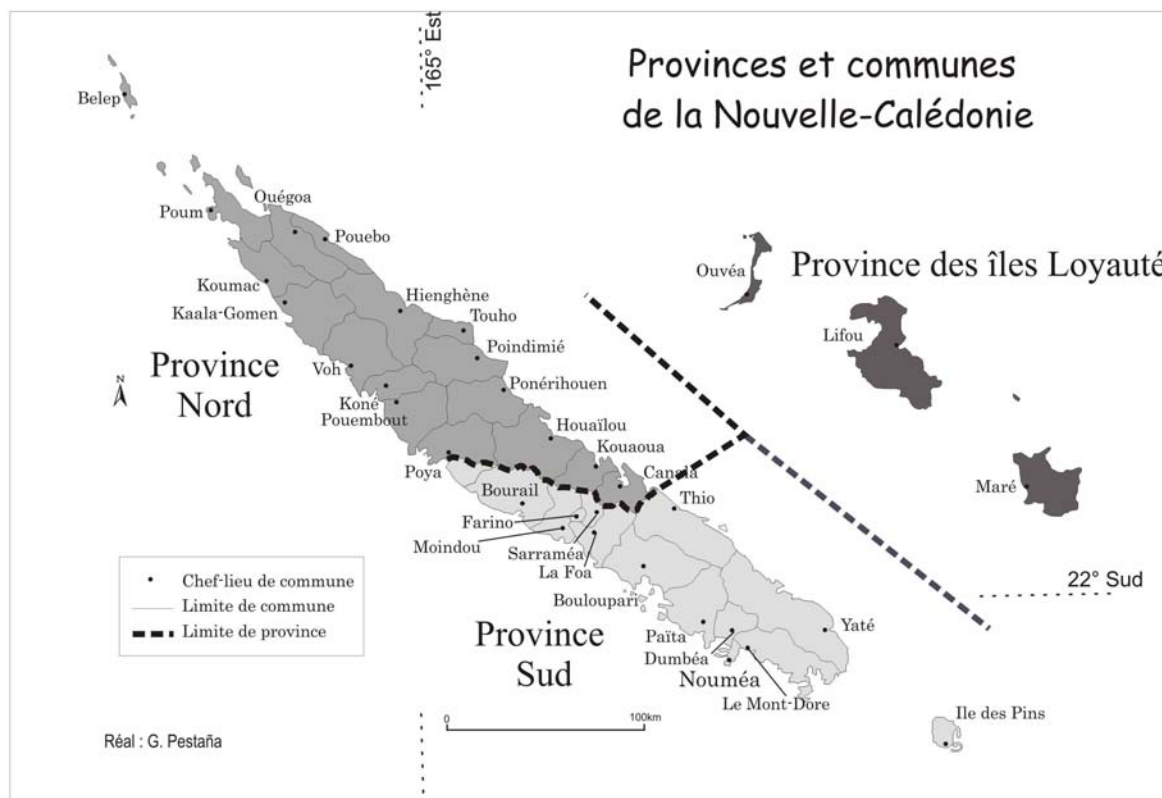 Provinces et communes
de la Nouvelle-Calédonie
165° Est
Belep
Ouégoa
Poum
Pouebo
Ouvéa
Province des îles Loyauté
Koumac
Hienghène
Kaala-Gomen
Touho
Lifou
Poindimié
Province
Nord
N
Voh
Ponérihouen
Koné
Pouembout
Houaïlou
Kouaoua
Poya
Canala
Maré
Bourail
Thio
Farino
Moindou
Sarraméa
La Foa
Chef-lieu de commune
Limite de commune
Limite de province
22° Sud
Bouloupari
Province
Sud
Païta
Yaté
Dumbéa
Nouméa
Le Mont-Dore
Ile des Pins
0
100km
Réal : G. Pestaña